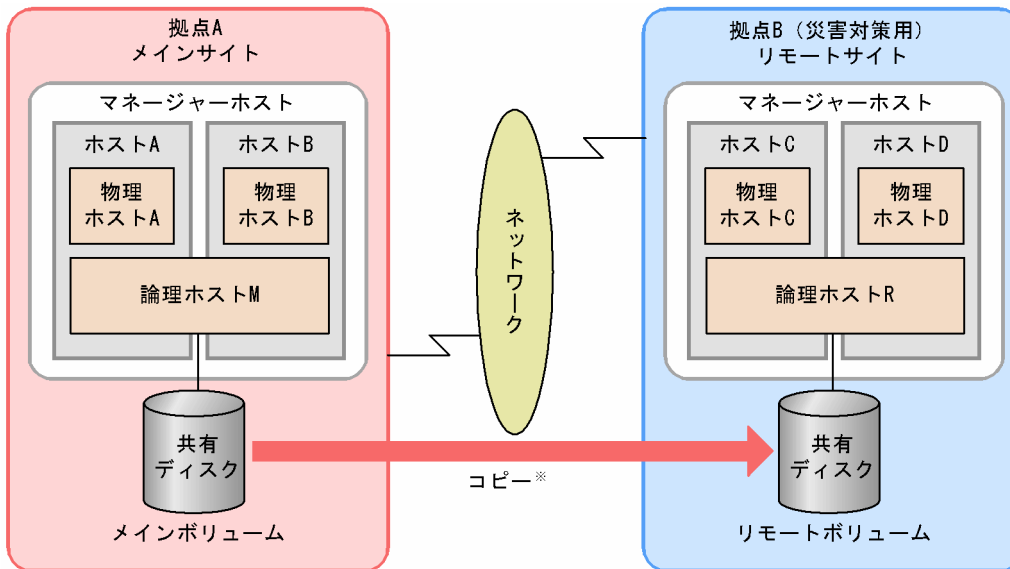 拠点A
メインサイト
マネージャーホスト
ホストA
ホストB
物理
ホストA
物理
ホストB
論理ホストM
共有
ディスク
メインボリューム
ネットワーク
コピー※
拠点B（災害対策用）
リモートサイト
マネージャーホスト
ホストC
ホストD
物理
ホストC
物理
ホストD
論理ホストR
共有
ディスク
リモートボリューム